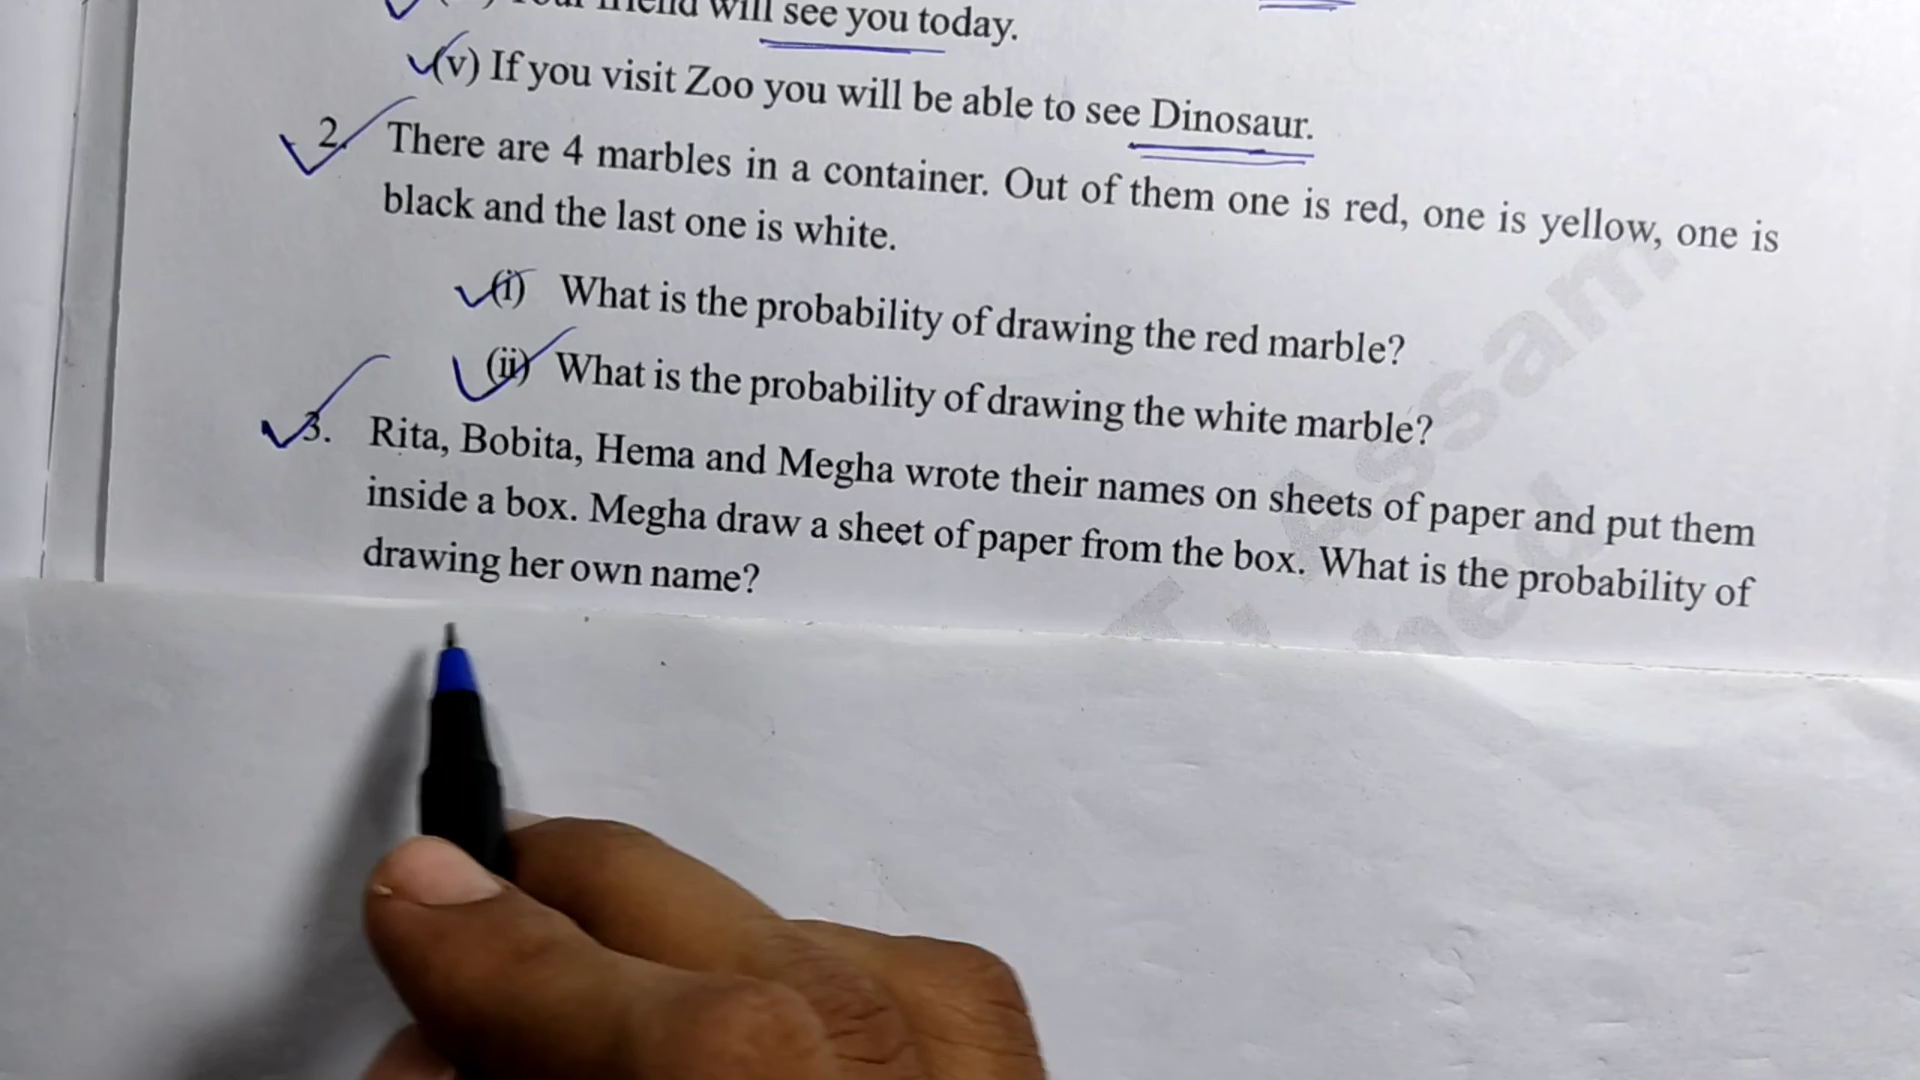 Your friend will see you today.
(v) If you visit Zoo you will be able to see Dinosaur.
2. There are 4 marbles in a container. Out of them one is red, one is yellow, one is
black and the last one is white.
(i) What is the probability of drawing the red marble?
(ii) What is the probability of drawing the white marble?
3. Rita, Bobita, Hema and Megha wrote their names on sheets of paper and put them
inside a box. Megha draw a sheet of paper from the box. What is the probability of
drawing her own name?
Assam